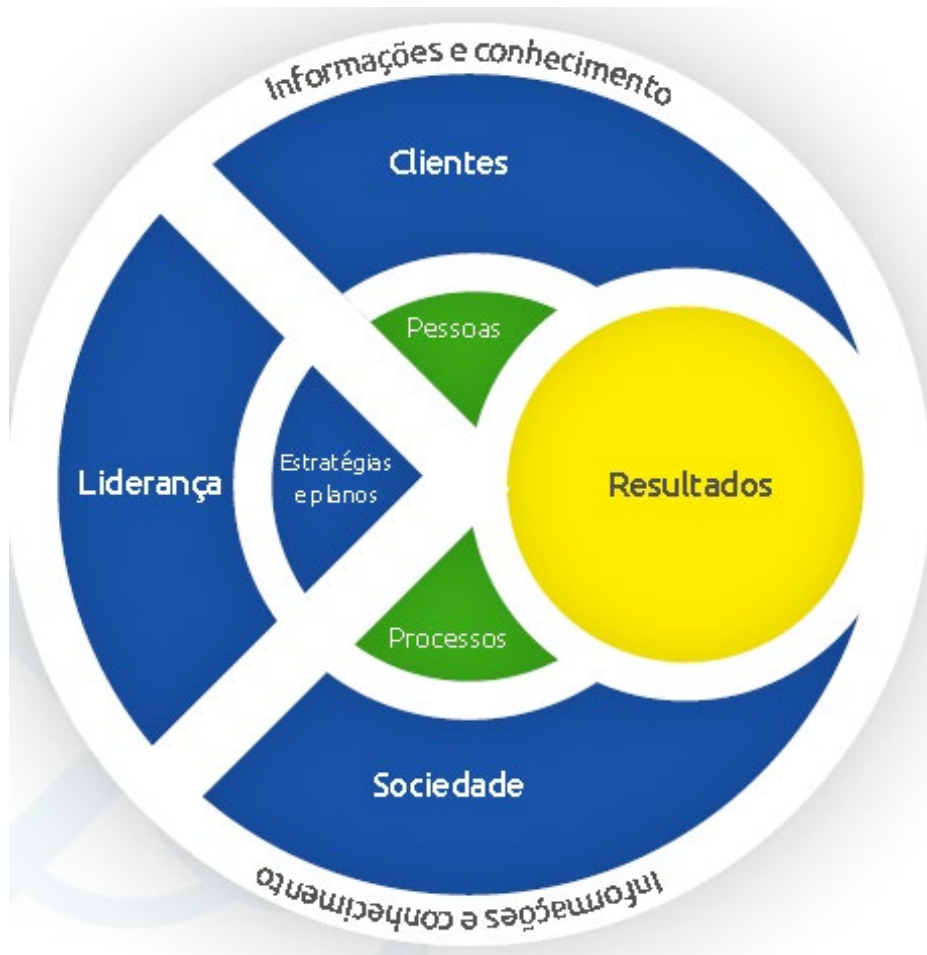 Informações e conhecimento
Clientes
Pessoas
Liderança
Estratégias
e planos
Resultados
Processos
Sociedade
Informações e conhecimento